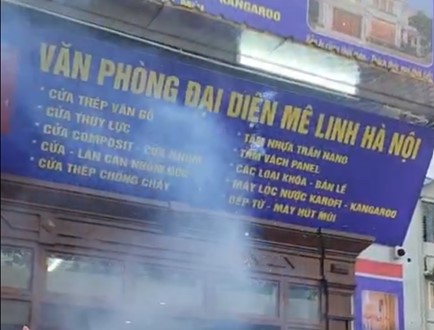 KANGAROO
VĂN PHÒNG ĐẠI DIỆN MÊ LINH HÀ NỘI
• CỬA THÉP VÂN GỖ
• CỬA THỦY LỰC
• CỬA COMPOSIT - CỬA NHÔM
• CỬA - LAN CAN NHÔM ĐÚC
• CỬA THÉP CHỐNG CHÁY
• TẤM NHỰA TRẦN NANO
• TẤM VÁCH PANEL
• CÁC LOẠI KHÓA - BẢN LỀ
• MÁY LỌC NƯỚC KAROFI - KANGAROO
• BẾP TỪ - MÁY HÚT MÙI